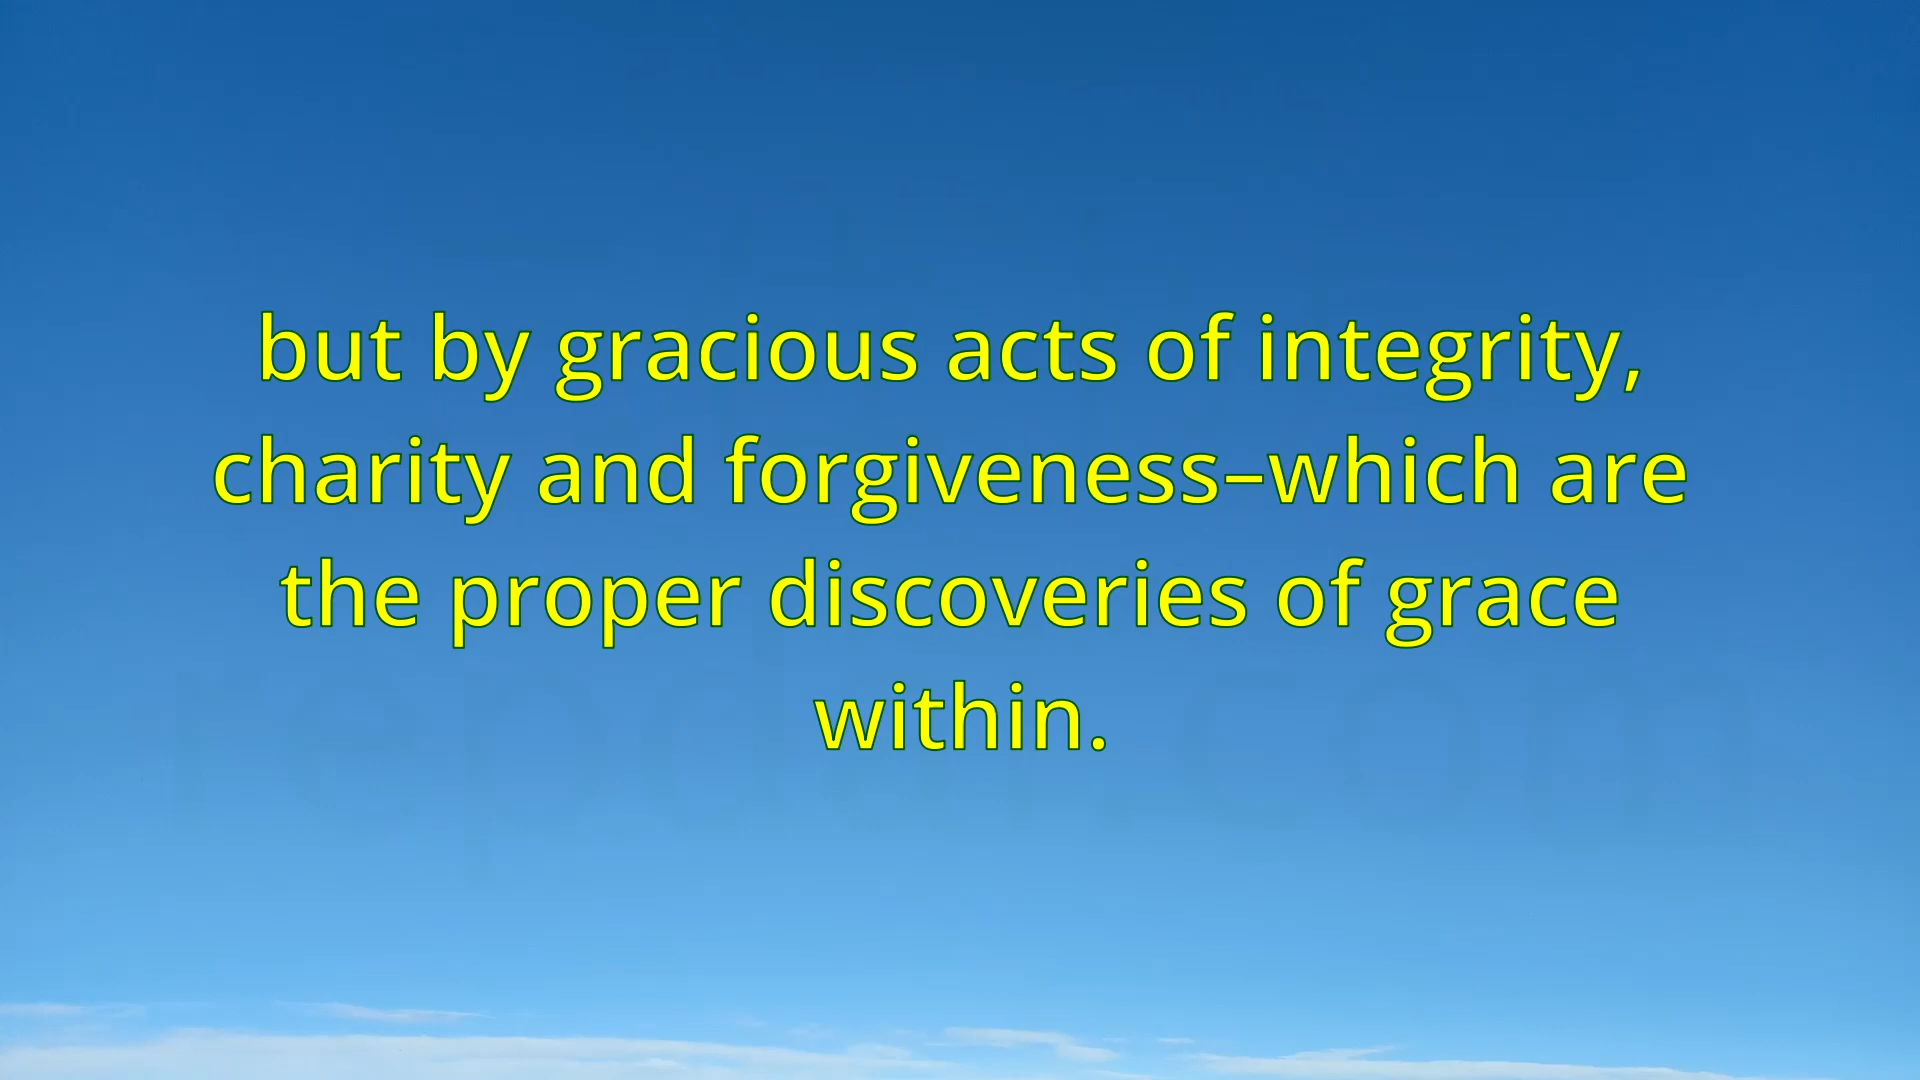 but by gracious acts of integrity,
charity and forgiveness–which are
the proper discoveries of grace
within.